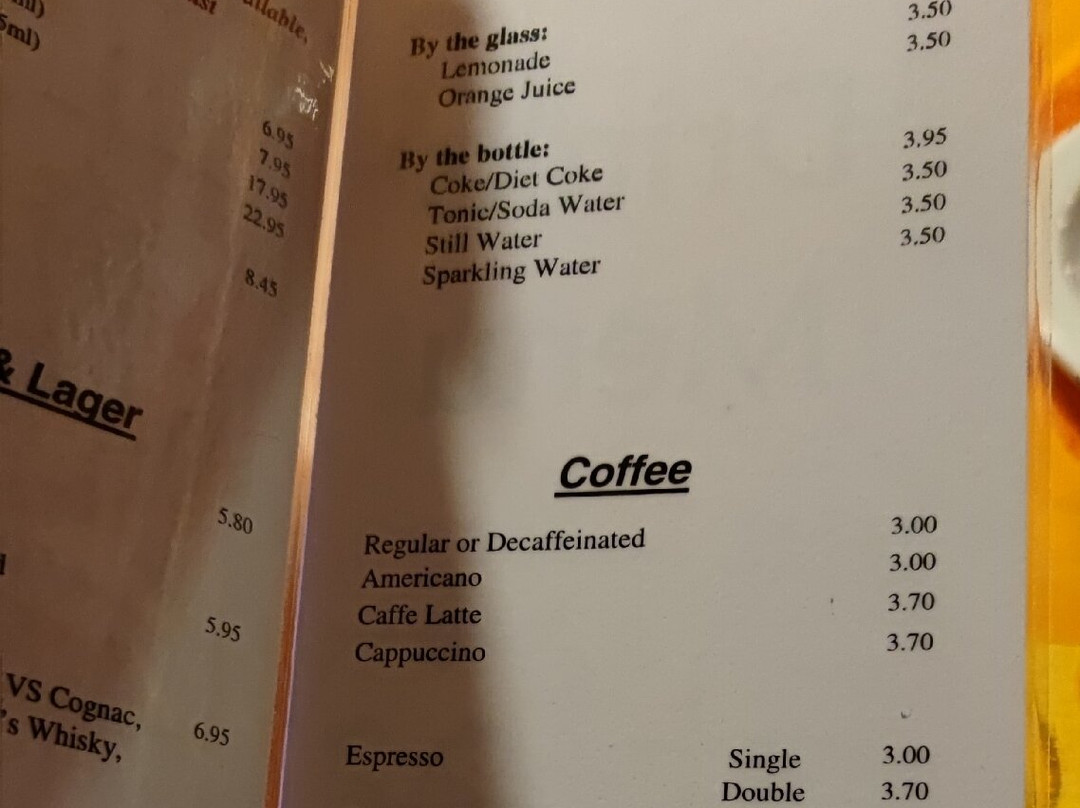 ailable,
5ml)
6.95
7.95
17.95
22.95
8.45
& Lager
5.80
5.95
VS Cognac,
's Whisky, 6.95
3.50
By the glass:
Lemonade 3.50
Orange Juice
By the bottle:
Coke/Diet Coke 3.95
Tonic/Soda Water 3.50
Still Water 3.50
Sparkling Water 3.50
Coffee
Regular or Decaffeinated 3.00
Americano 3.00
Caffe Latte 3.70
Cappuccino 3.70
Espresso Single 3.00
Double 3.70